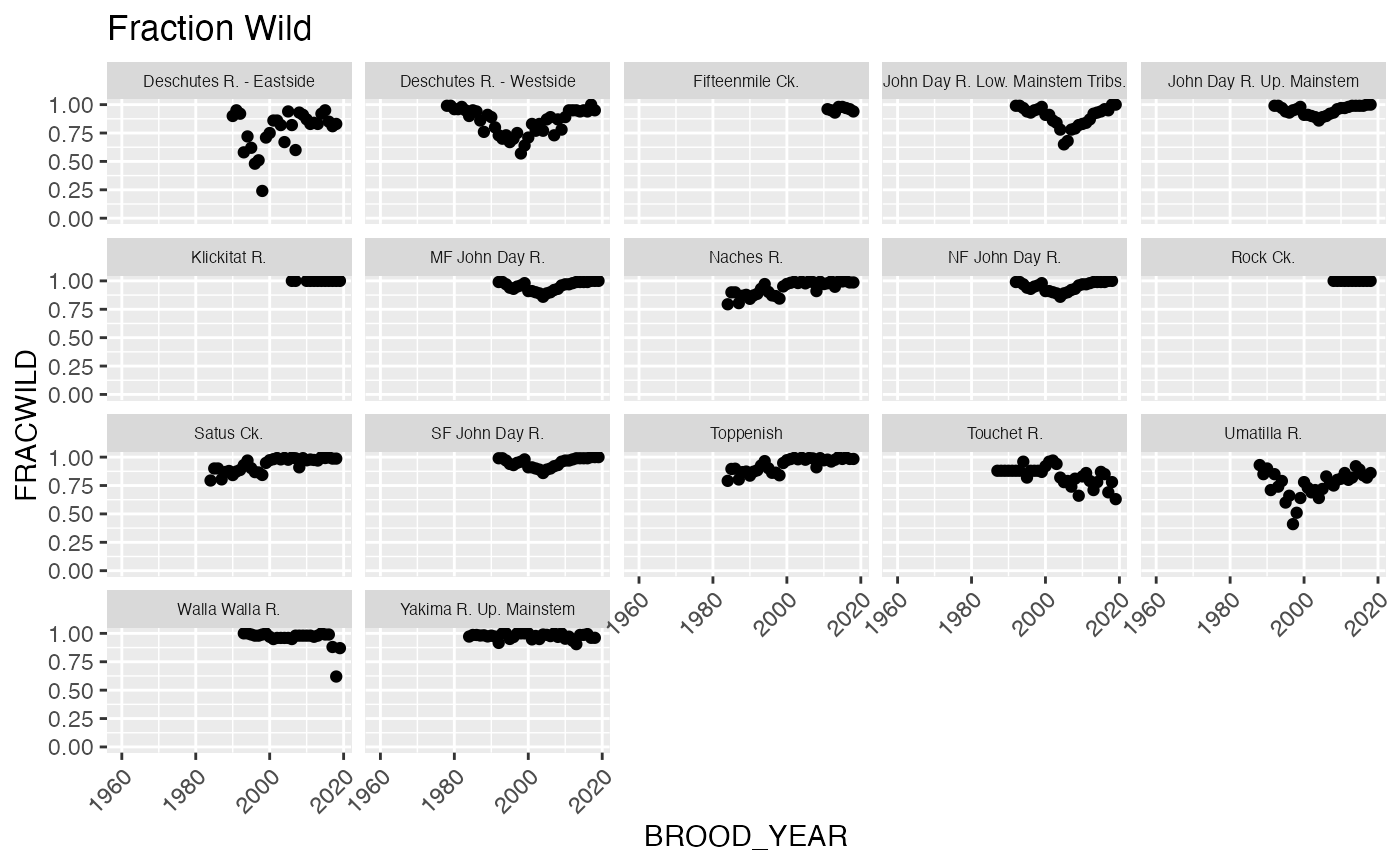 Fraction Wild
Deschutes R. - Eastside
Deschutes R. - Westside
Fifteenmile Ck.
John Day R. Low. Mainstem Tribs.
John Day R. Up. Mainstem
1.00
0.75
0.50
0.25
0.00
Klickitat R.
MF John Day R.
Naches R.
NF John Day R.
Rock Ck.
1.00
0.75
0.50
0.25
0.00
FRACWILD
Satus Ck.
SF John Day R.
Toppenish
Touchet R.
Umatilla R.
1.00
0.75
0.50
0.25
0.00
1960
1980
2000
2020
1960
1980
2000
2020
1960
1980
2000
2020
Walla Walla R.
Yakima R. Up. Mainstem
1.00
0.75
0.50
0.25
0.00
1960
1980
2000
2020
1960
1980
2000
2020
BROOD_YEAR